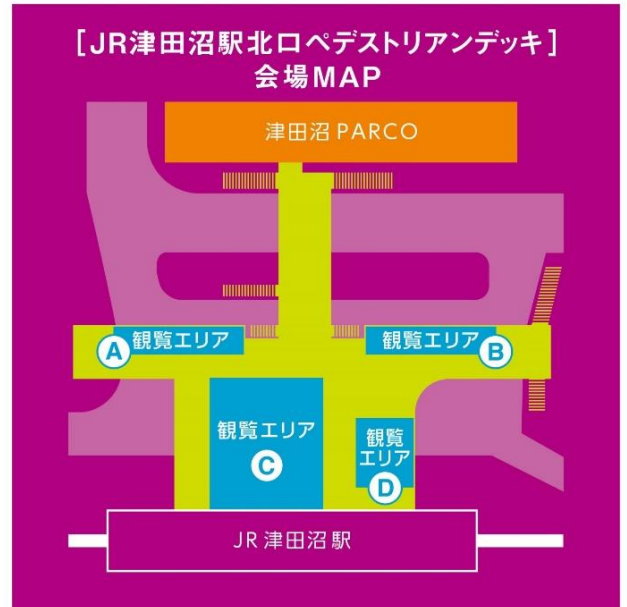 [JR津田沼駅北口ペデストリアンデッキ]
会場MAP
津田沼 PARCO
A 観覧エリア
観覧エリア B
観覧エリア
C
観覧
エリア
D
JR 津田沼駅